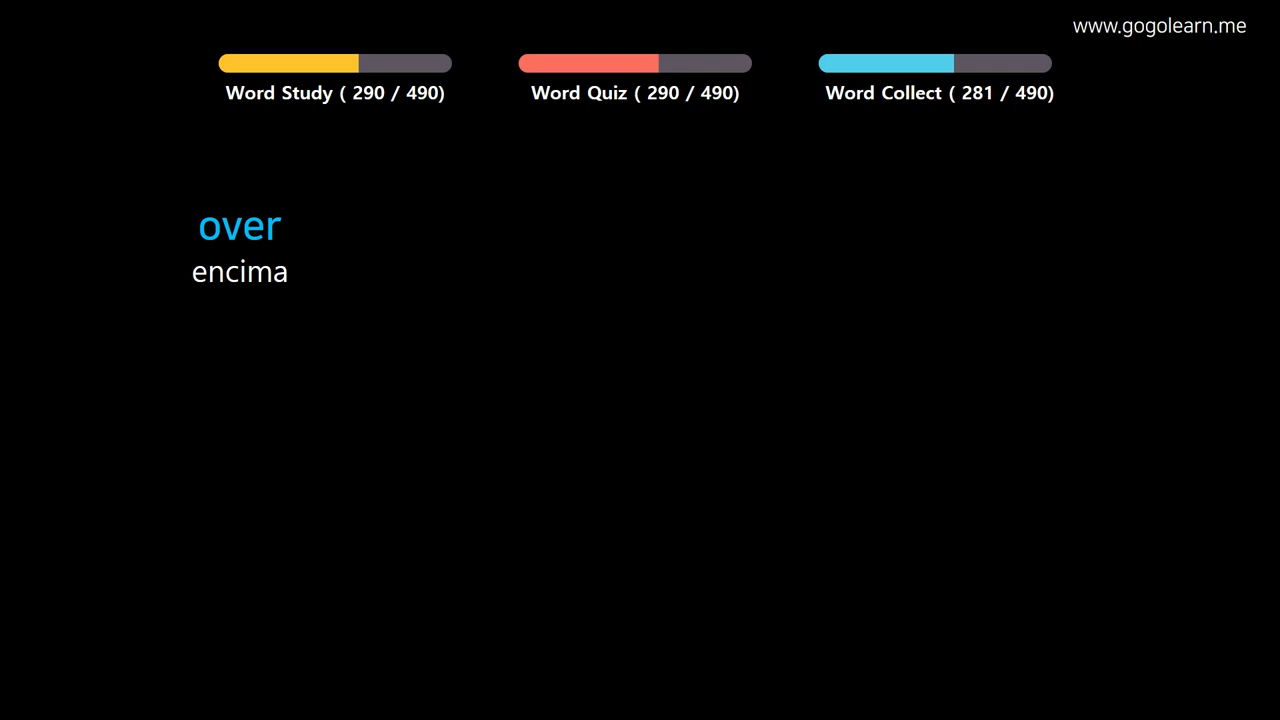 www.gogolearn.me
Word Study ( 290 / 490)
Word Quiz ( 290 / 490)
Word Collect ( 281 / 490)
over
encima